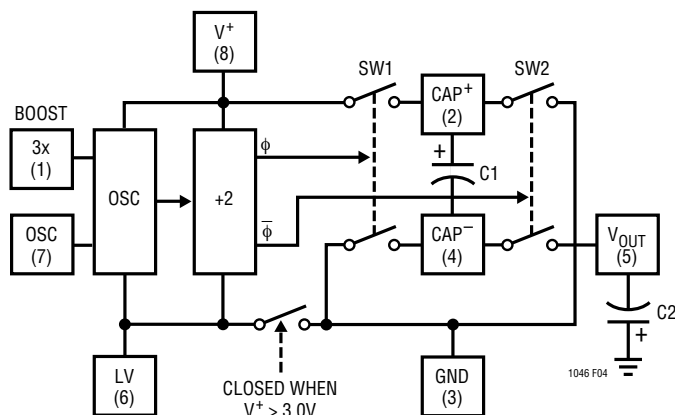 V+
(8)
SW1
SW2
CAP+
(2)
BOOST
3x
(1)
OSC
+2
ϕ
+
C1
OSC
(7)
ϕ̅
CAP−
(4)
VOUT
(5)
C2
+
LV
(6)
CLOSED WHEN
V+ > 3.0V
GND
(3)
1046 F04